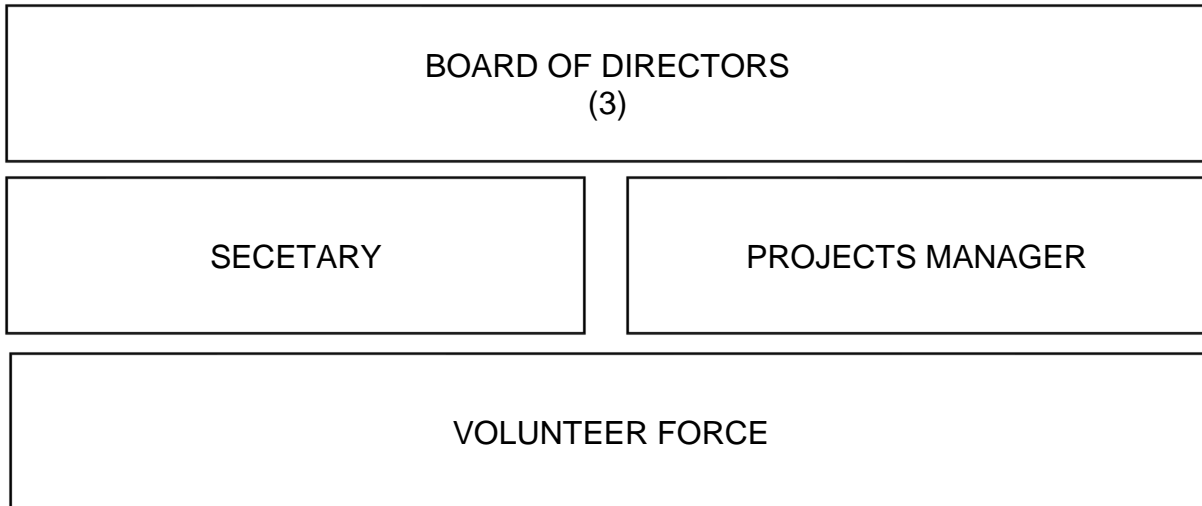 BOARD OF DIRECTORS
(3)
SECETARY
PROJECTS MANAGER
VOLUNTEER FORCE